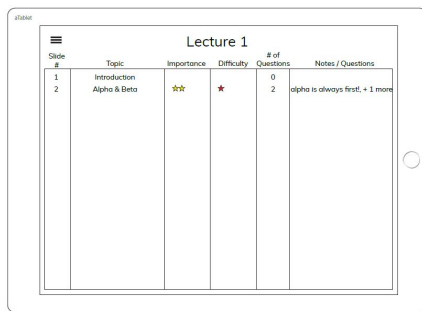 aTablet
Lecture 1
Slide # Topic Importance Difficulty # of Questions Notes / Questions
1 Introduction 0
2 Alpha & Beta 2 alpha is always first!, + 1 more